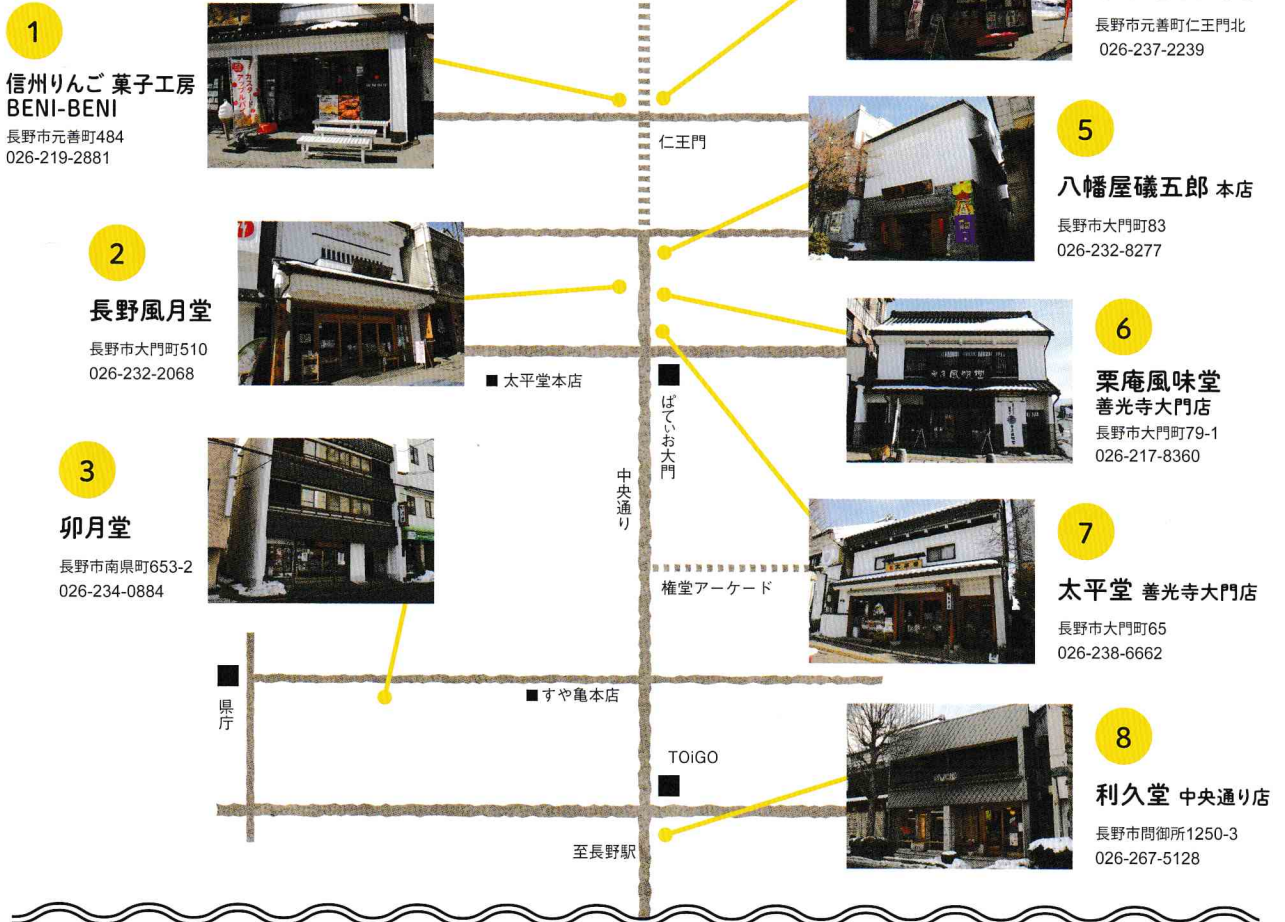 1
信州りんご 菓子工房
BENI-BENI
長野市元善町484
026-219-2881
2
長野風月堂
長野市大門町510
026-232-2068
3
卯月堂
長野市南県町653-2
026-234-0884
仁王門
■ 太平堂本店
ぱてぃお大門
中央通り
権堂アーケード
県庁
■すや亀本店
TOiGO
至長野駅
長野市元善町仁王門北
026-237-2239
5
八幡屋礒五郎 本店
長野市大門町83
026-232-8277
6
栗庵風味堂
善光寺大門店
長野市大門町79-1
026-217-8360
7
太平堂 善光寺大門店
長野市大門町65
026-238-6662
8
利久堂 中央通り店
長野市問御所1250-3
026-267-5128